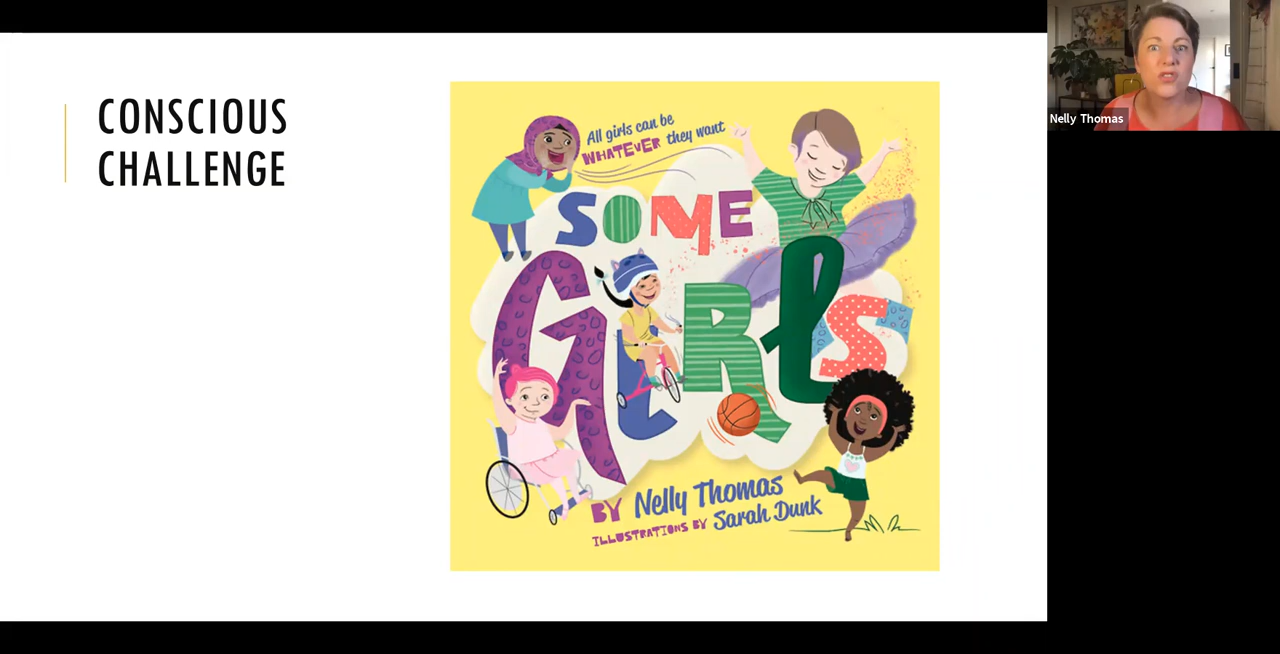 CONSCIOUS
CHALLENGE
All girls can be
WHATEVER they want
SOME
GIRLS
BY Nelly Thomas
ILLUSTRATIONS BY Sarah Dunk
Nelly Thomas